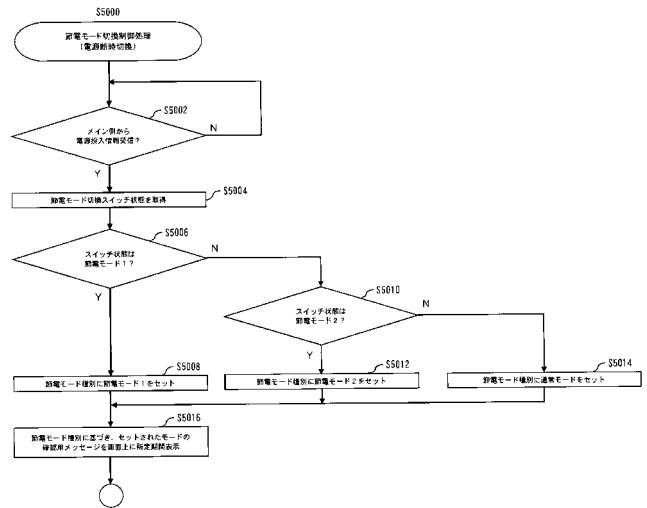 S5000
節電モード切換制御処理
(電源断時切換)
S5002
メイン側から
電源投入情報受信?
N
Y
S5004
節電モード切換スイッチ状態を取得
S5006
スイッチ状態は
節電モード1?
N
Y
S5010
スイッチ状態は
節電モード2?
N
Y
S5008
節電モード種別に節電モード1をセット
S5012
節電モード種別に節電モード2をセット
S5014
節電モード種別に通常モードをセット
S5016
節電モード種別に基づき、セットされたモードの
確認用メッセージを画面上に所定期間表示